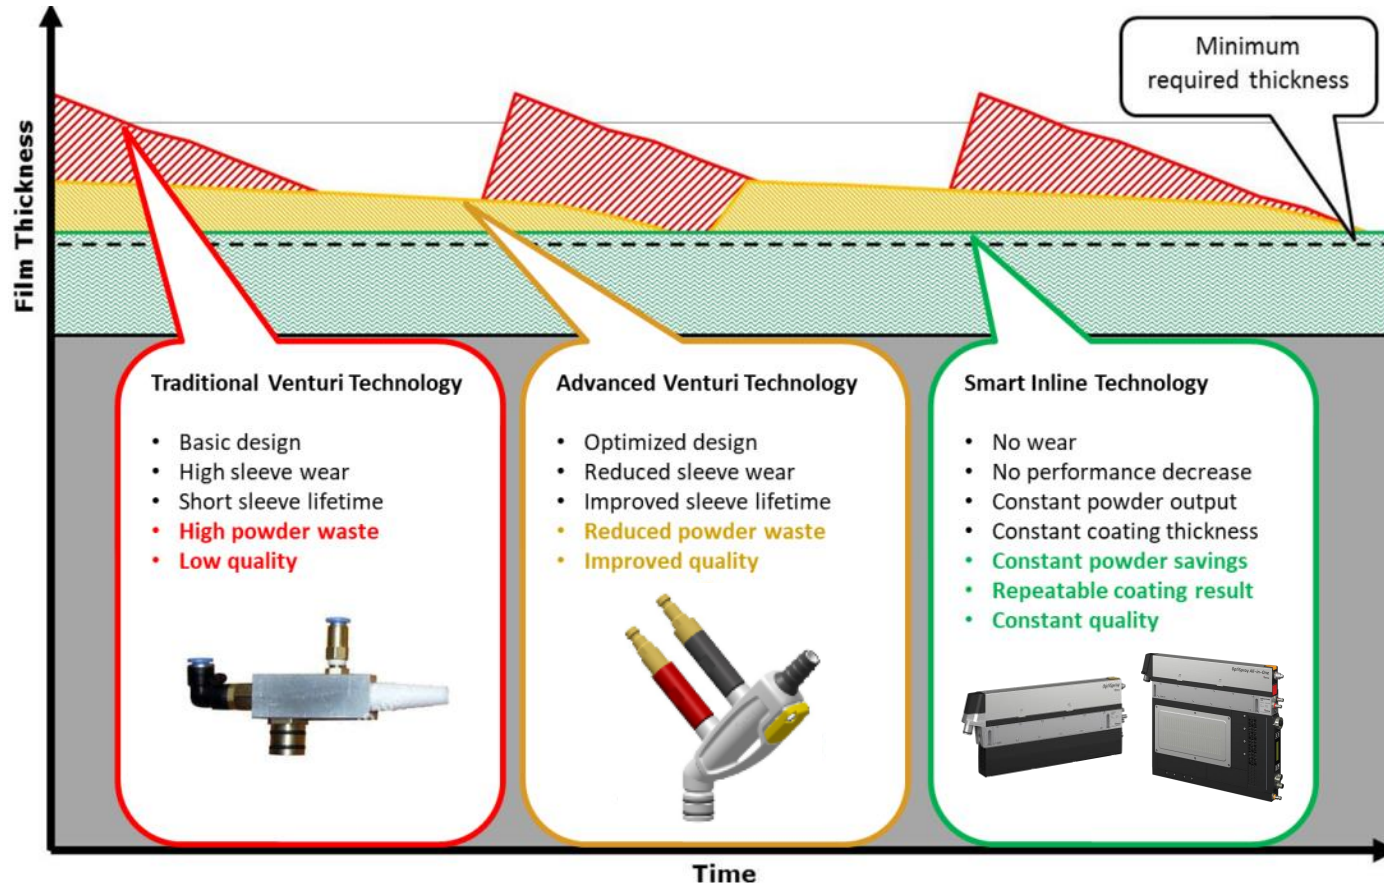 Minimum
required thickness
Film Thickness
Traditional Venturi Technology
• Basic design
• High sleeve wear
• Short sleeve lifetime
• High powder waste
• Low quality
Advanced Venturi Technology
• Optimized design
• Reduced sleeve wear
• Improved sleeve lifetime
• Reduced powder waste
• Improved quality
Smart Inline Technology
• No wear
• No performance decrease
• Constant powder output
• Constant coating thickness
• Constant powder savings
• Repeatable coating result
• Constant quality
Time